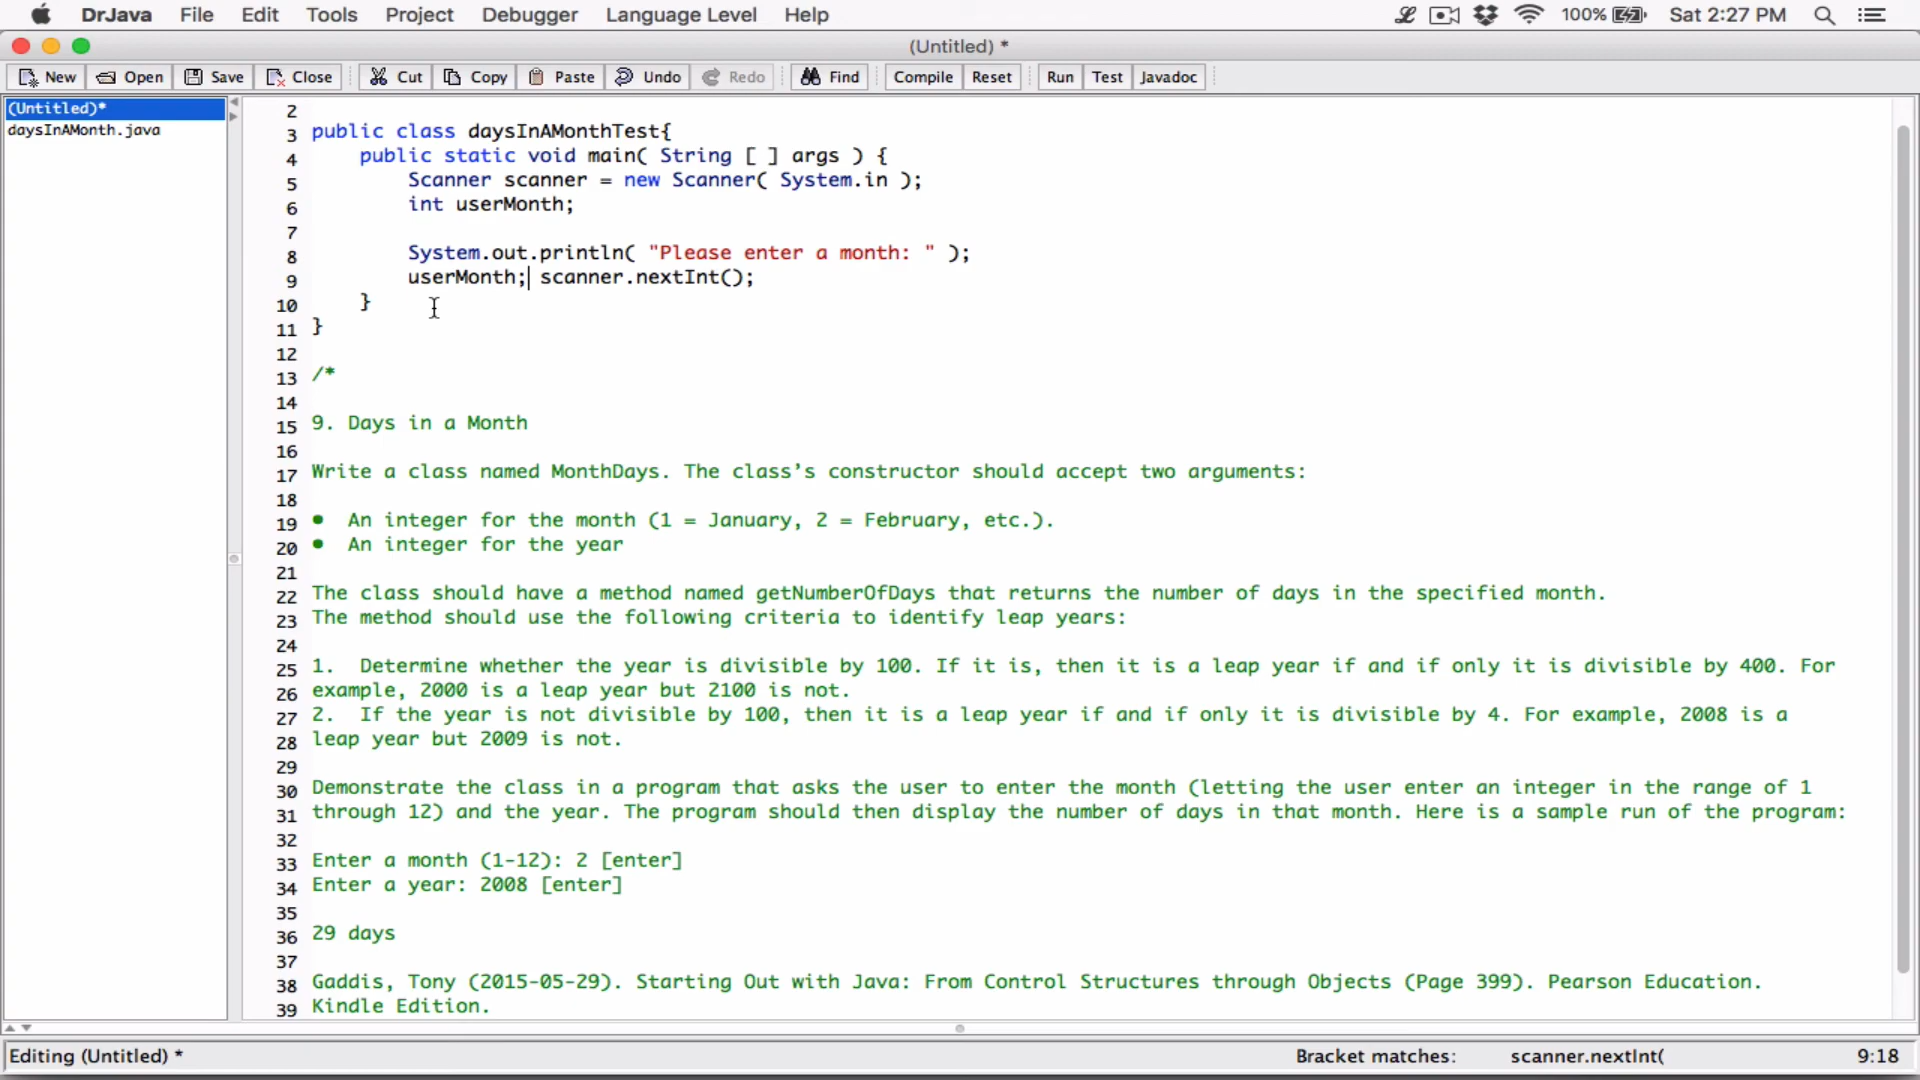 DrJava File Edit Tools Project Debugger Language Level Help 100% Sat 2:27 PM
(Untitled) *
New Open Save Close Cut Copy Paste Undo Redo Find Compile Reset Run Test Javadoc
(Untitled)*
daysInAMonth.java
2
3 public class daysInAMonthTest{
4 public static void main( String [ ] args ) {
5 Scanner scanner = new Scanner( System.in );
6 int userMonth;
7
8 System.out.println( "Please enter a month: " );
9 userMonth; scanner.nextInt();
10 }
11 }
12
13 /*
14
15 9. Days in a Month
16
17 Write a class named MonthDays. The class’s constructor should accept two arguments:
18
19 • An integer for the month (1 = January, 2 = February, etc.).
20 • An integer for the year
21
22 The class should have a method named getNumberOfDays that returns the number of days in the specified month.
23 The method should use the following criteria to identify leap years:
24
25 1. Determine whether the year is divisible by 100. If it is, then it is a leap year if and if only it is divisible by 400. For
26 example, 2000 is a leap year but 2100 is not.
27 2. If the year is not divisible by 100, then it is a leap year if and if only it is divisible by 4. For example, 2008 is a
28 leap year but 2009 is not.
29
30 Demonstrate the class in a program that asks the user to enter the month (letting the user enter an integer in the range of 1
31 through 12) and the year. The program should then display the number of days in that month. Here is a sample run of the program:
32
33 Enter a month (1-12): 2 [enter]
34 Enter a year: 2008 [enter]
35
36 29 days
37
38 Gaddis, Tony (2015-05-29). Starting Out with Java: From Control Structures through Objects (Page 399). Pearson Education.
39 Kindle Edition.
Editing (Untitled) * Bracket matches: scanner.nextInt( 9:18